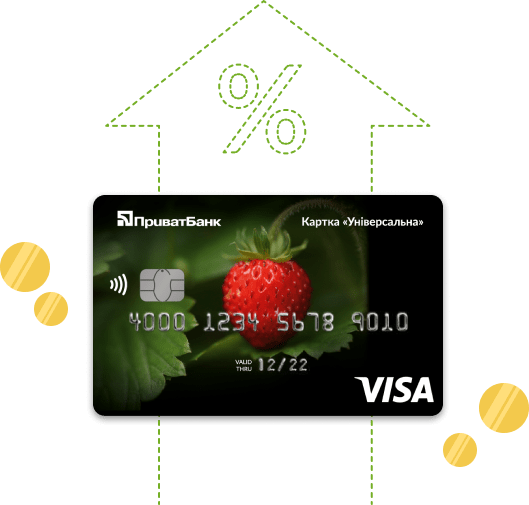 %
ПриватБанк
Картка «Універсальна»
4000 1234 5678 9010
VALID THRU 12/22
VISA